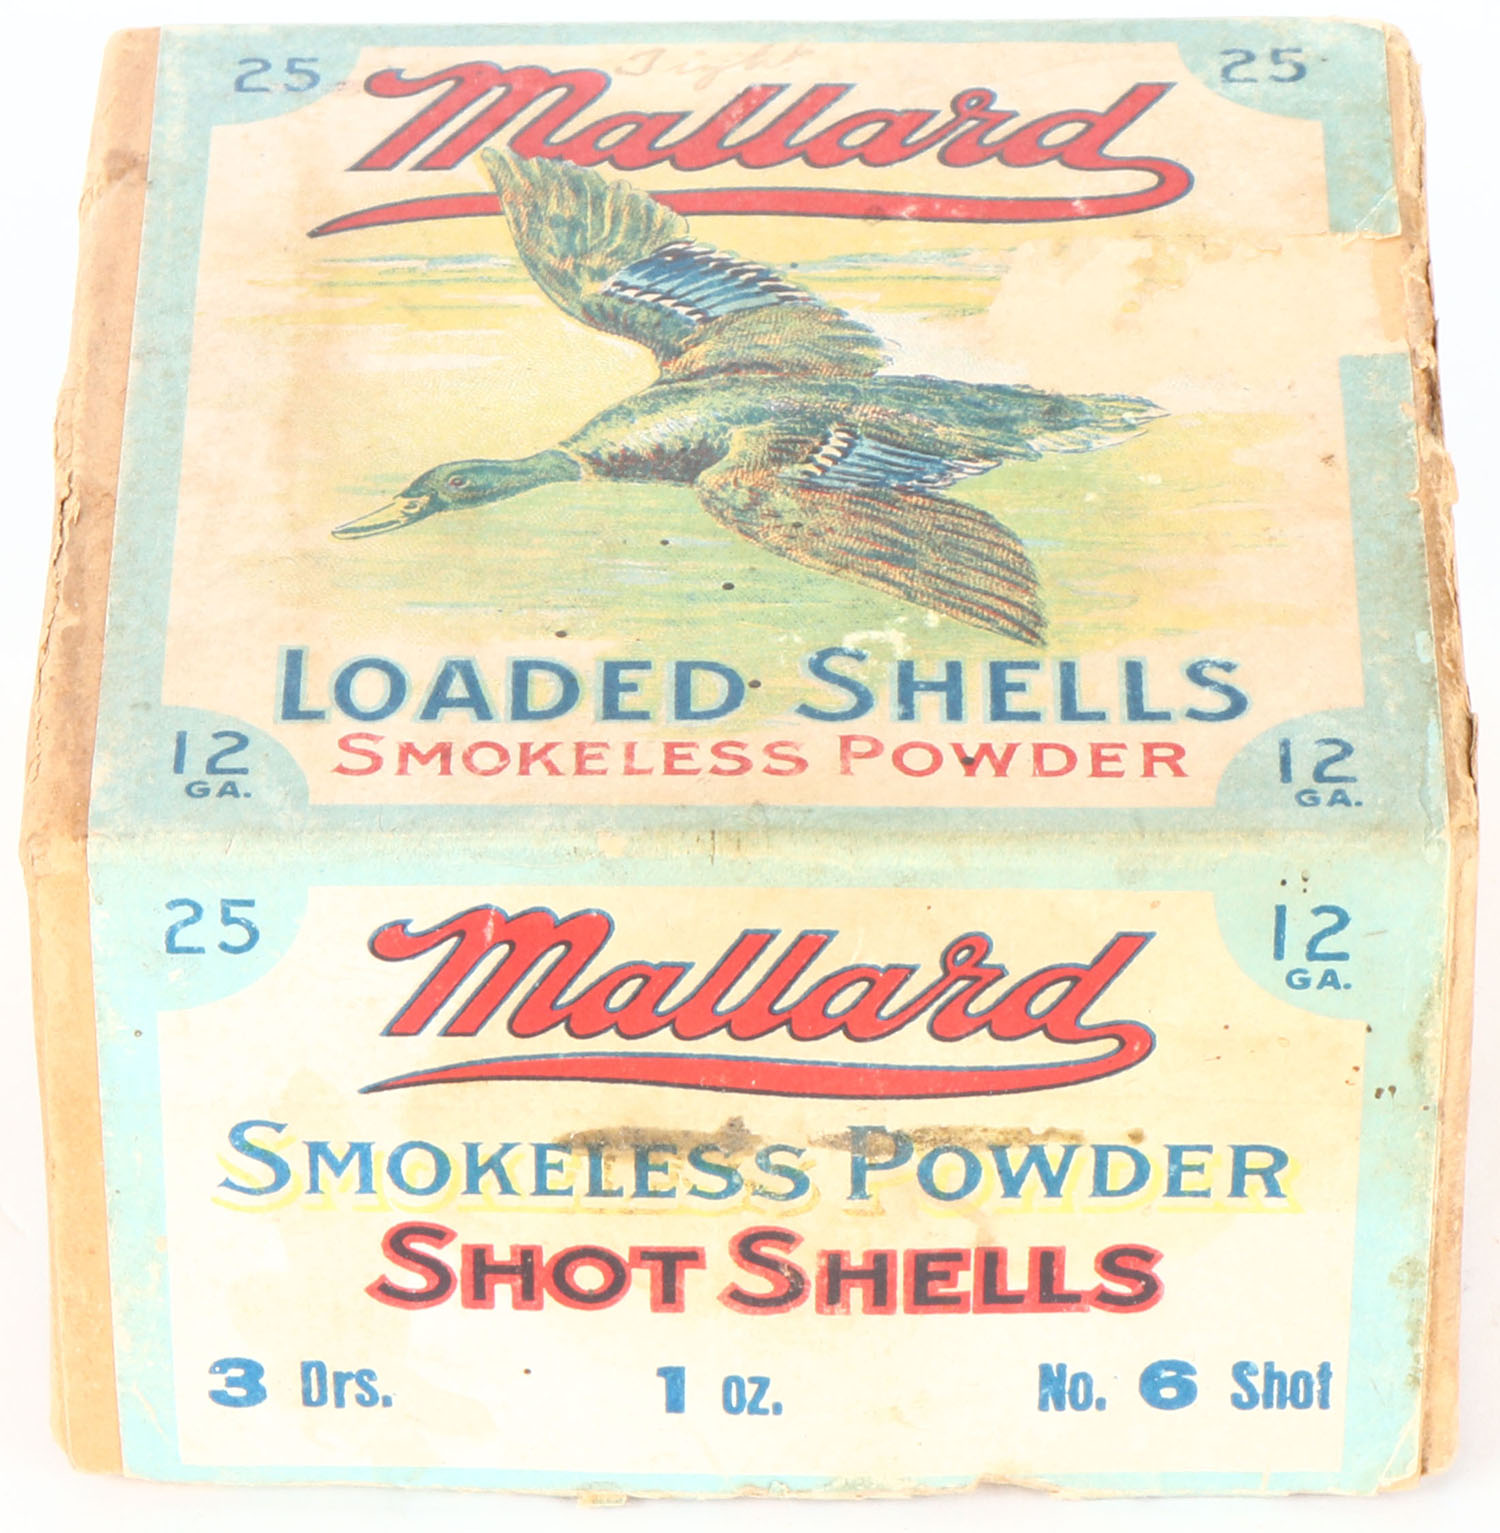 25 25
Tight
Mallard
LOADED SHELLS
SMOKELESS POWDER
12 GA. 12 GA.
25 12 GA.
Mallard
SMOKELESS POWDER
SHOT SHELLS
3 Drs. 1 oz. No. 6 Shot